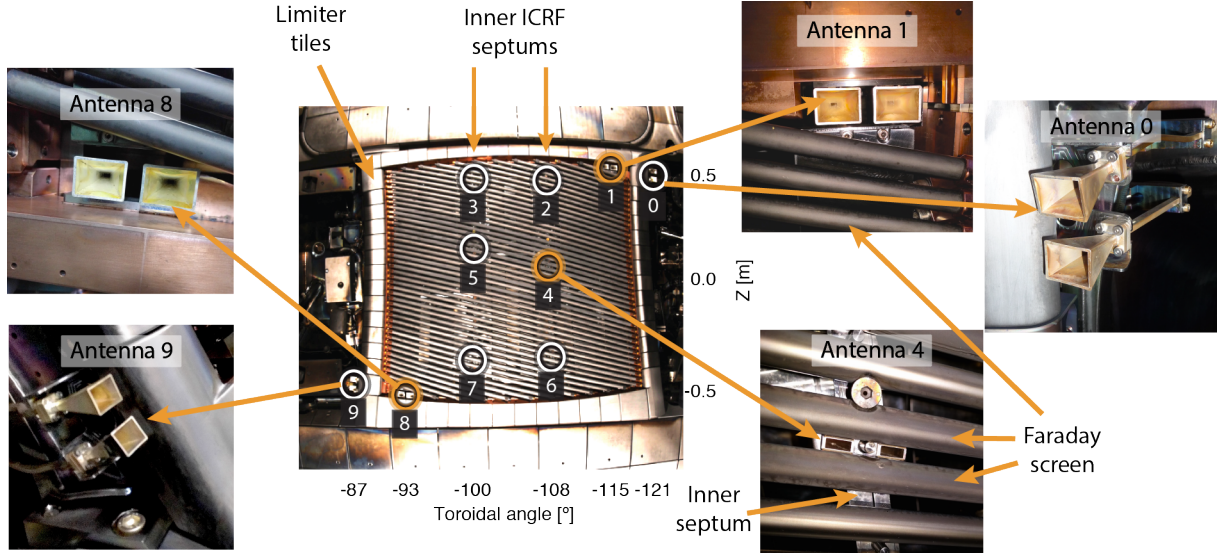 Limiter
tiles
Inner ICRF
septums
Antenna 1
Antenna 8
Antenna 0
1
0
3
2
5
4
7
6
9
8
0.5
0.0
-0.5
Z [m]
Antenna 9
Antenna 4
Faraday
screen
Inner
septum
-87
-93
-100
-108
-115
-121
Toroidal angle [º]